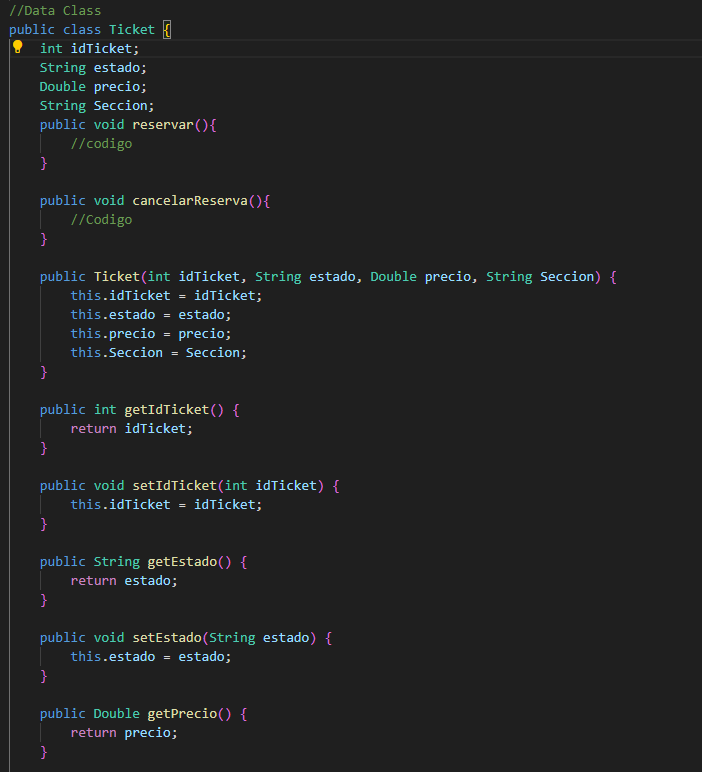 //Data Class
public class Ticket {
int idTicket;
String estado;
Double precio;
String Seccion;
public void reservar(){
//codigo
}
public void cancelarReserva(){
//Codigo
}
public Ticket(int idTicket, String estado, Double precio, String Seccion) {
this.idTicket = idTicket;
this.estado = estado;
this.precio = precio;
this.Seccion = Seccion;
}
public int getIdTicket() {
return idTicket;
}
public void setIdTicket(int idTicket) {
this.idTicket = idTicket;
}
public String getEstado() {
return estado;
}
public void setEstado(String estado) {
this.estado = estado;
}
public Double getPrecio() {
return precio;
}